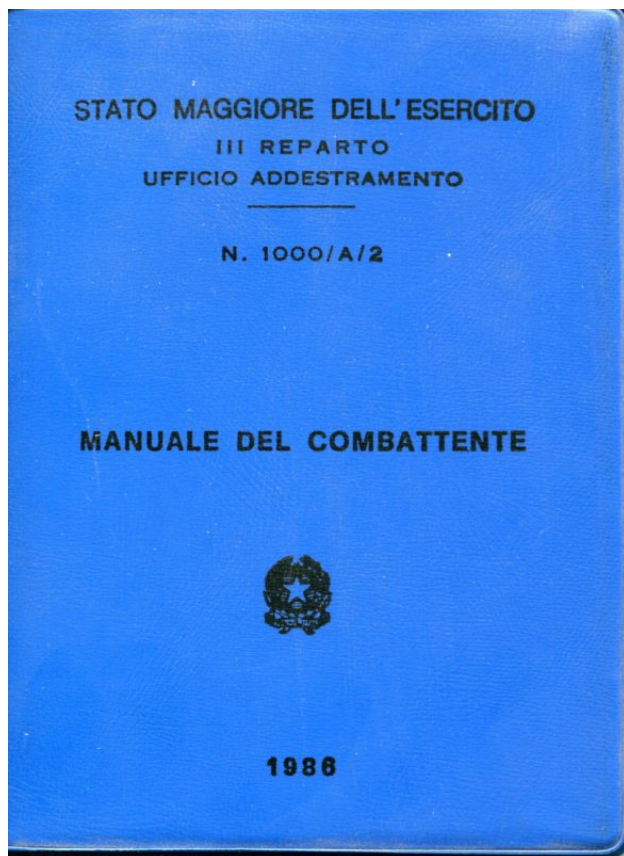 STATO MAGGIORE DELL'ESERCITO
III REPARTO
UFFICIO ADDESTRAMENTO
N. 1000/A/2
MANUALE DEL COMBATTENTE
1986